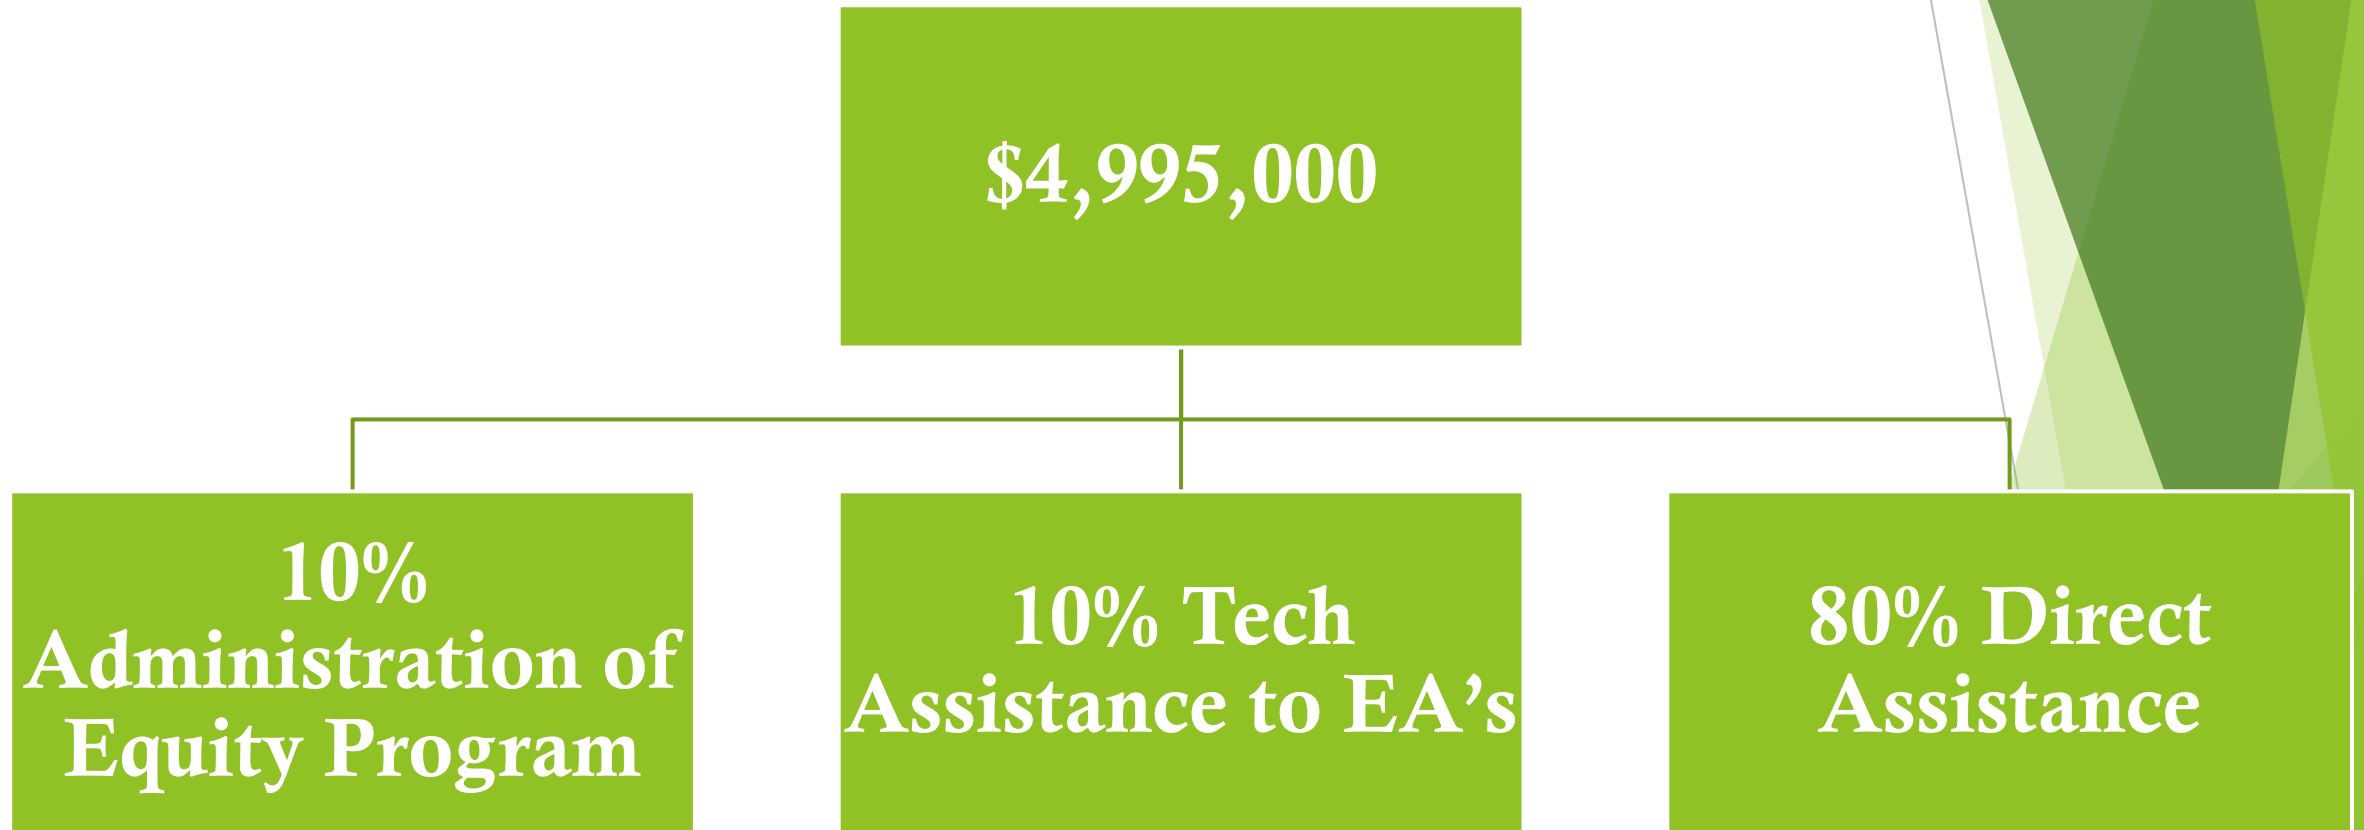 $4,995,000
10%
Administration of
Equity Program
10% Tech
Assistance to EA’s
80% Direct
Assistance